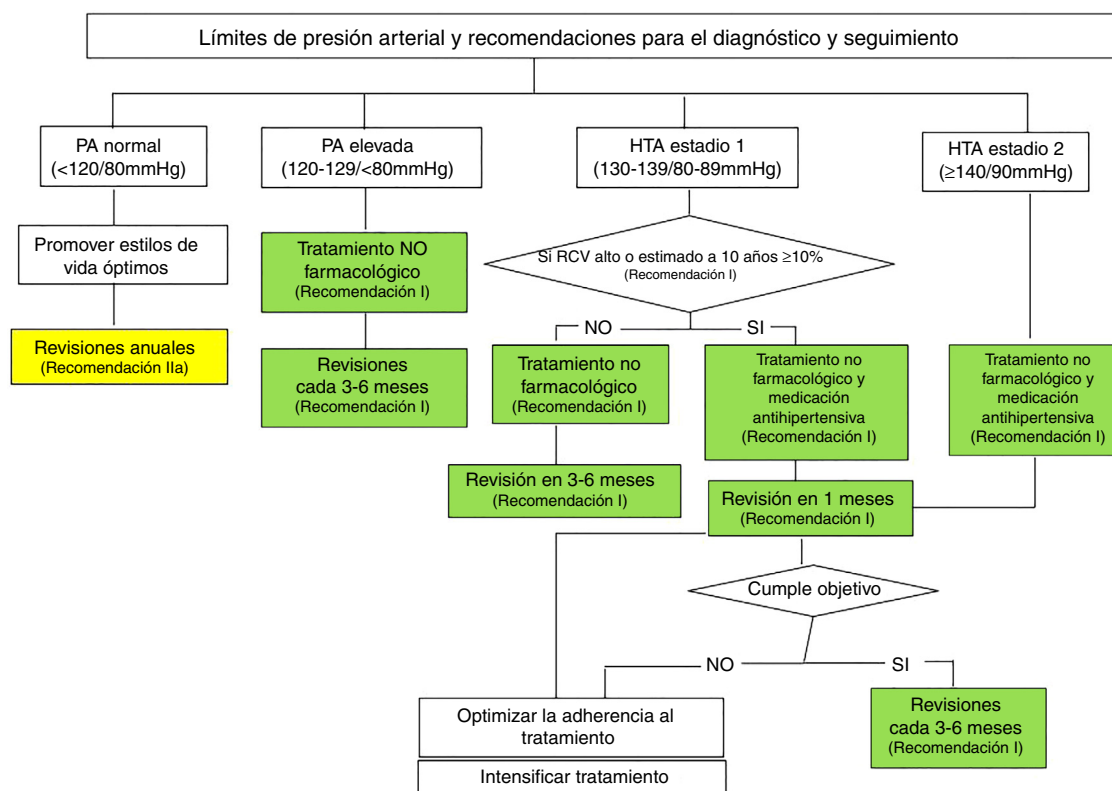 Límites de presión arterial y recomendaciones para el diagnóstico y seguimiento
PA normal
(<120/80mmHg)
PA elevada
(120-129/<80mmHg)
HTA estadio 1
(130-139/80-89mmHg)
HTA estadio 2
(≥140/90mmHg)
Promover estilos de
vida óptimos
Tratamiento NO
farmacológico
(Recomendación I)
Si RCV alto o estimado a 10 años ≥10%
(Recomendación I)
NO
SI
Revisiones anuales
(Recomendación IIa)
Revisiones
cada 3-6 meses
(Recomendación I)
Tratamiento no
farmacológico
(Recomendación I)
Tratamiento no
farmacológico y
medicación
antihipertensiva
(Recomendación I)
Tratamiento no
farmacológico y
medicación
antihipertensiva
(Recomendación I)
Revisión en 3-6 meses
(Recomendación I)
Revisión en 1 meses
(Recomendación I)
Cumple objetivo
NO
SI
Optimizar la adherencia al
tratamiento
Intensificar tratamiento
Revisiones
cada 3-6 meses
(Recomendación I)